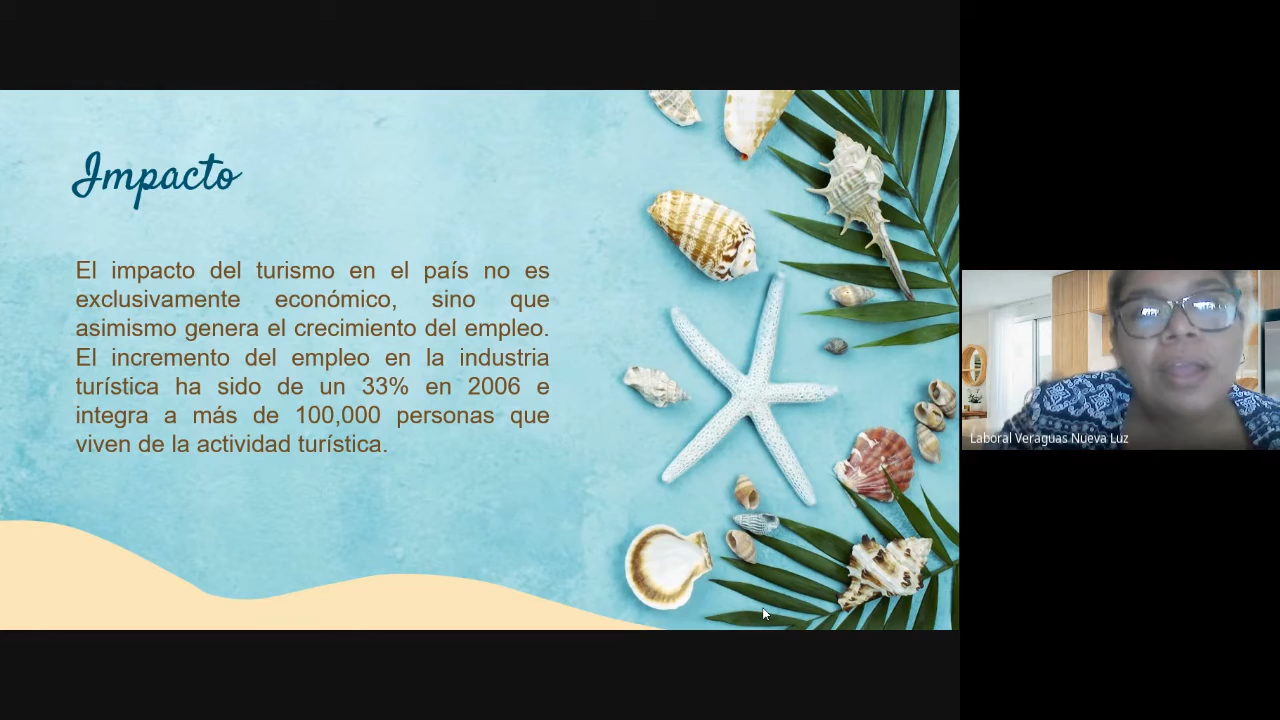 Impacto
El impacto del turismo en el país no es
exclusivamente económico, sino que
asimismo genera el crecimiento del empleo.
El incremento del empleo en la industria
turística ha sido de un 33% en 2006 e
integra a más de 100,000 personas que
viven de la actividad turística.
Laboral Veraguas Nueva Luz